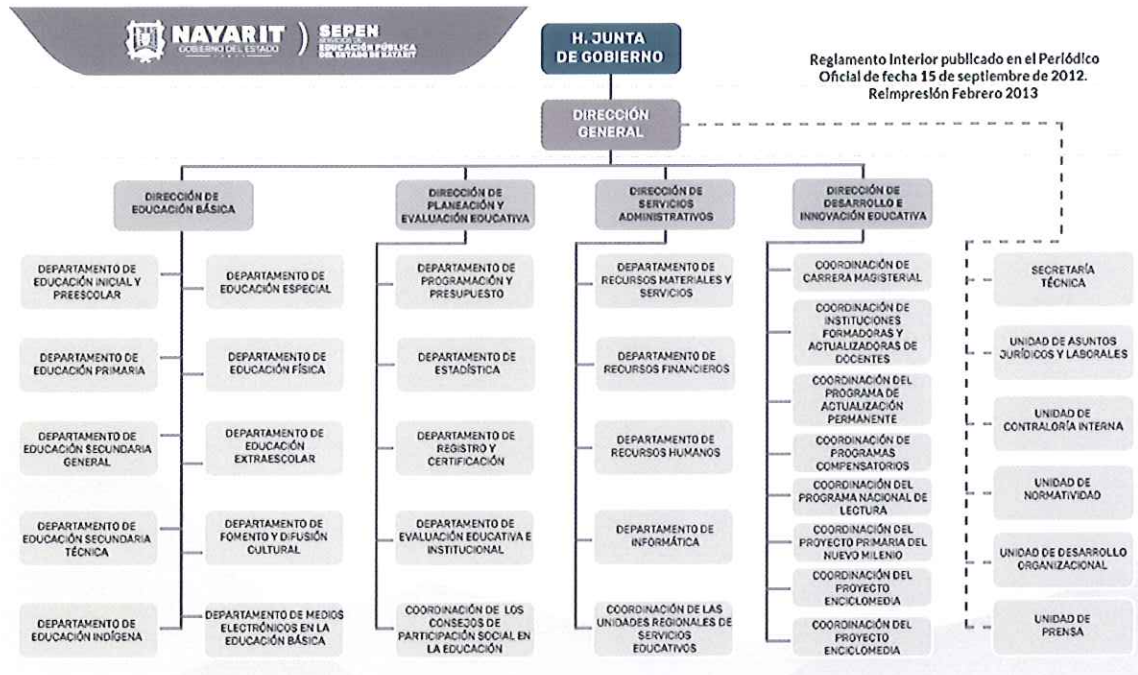 NAYARIT
GOBIERNO DEL ESTADO
SEPEN
SERVICIOS DE
EDUCACIÓN PÚBLICA
DEL ESTADO DE NAYARIT
H. JUNTA
DE GOBIERNO
Reglamento Interior publicado en el Periódico
Oficial de fecha 15 de septiembre de 2012.
Reimpresión Febrero 2013
DIRECCIÓN
GENERAL
DIRECCIÓN DE
EDUCACIÓN BÁSICA
DIRECCIÓN DE
PLANEACIÓN Y
EVALUACIÓN EDUCATIVA
DIRECCIÓN DE
SERVICIOS
ADMINISTRATIVOS
DIRECCIÓN DE
DESARROLLO E
INNOVACIÓN EDUCATIVA
DEPARTAMENTO DE
EDUCACIÓN INICIAL Y
PREESCOLAR
DEPARTAMENTO DE
EDUCACIÓN PRIMARIA
DEPARTAMENTO DE
EDUCACIÓN SECUNDARIA
GENERAL
DEPARTAMENTO DE
EDUCACIÓN SECUNDARIA
TÉCNICA
DEPARTAMENTO DE
EDUCACIÓN INDÍGENA
DEPARTAMENTO DE
EDUCACIÓN ESPECIAL
DEPARTAMENTO DE
EDUCACIÓN FÍSICA
DEPARTAMENTO DE
EDUCACIÓN
EXTRAESCOLAR
DEPARTAMENTO DE
FOMENTO Y DIFUSIÓN
CULTURAL
DEPARTAMENTO DE MEDIOS
ELECTRÓNICOS EN LA
EDUCACIÓN BÁSICA
DEPARTAMENTO DE
PROGRAMACIÓN Y
PRESUPUESTO
DEPARTAMENTO DE
ESTADÍSTICA
DEPARTAMENTO DE
REGISTRO Y
CERTIFICACIÓN
DEPARTAMENTO DE
EVALUACIÓN EDUCATIVA E
INSTITUCIONAL
COORDINACIÓN DE LOS
CONSEJOS DE
PARTICIPACIÓN SOCIAL EN
LA EDUCACIÓN
DEPARTAMENTO DE
RECURSOS MATERIALES Y
SERVICIOS
DEPARTAMENTO DE
RECURSOS FINANCIEROS
DEPARTAMENTO DE
RECURSOS HUMANOS
DEPARTAMENTO DE
INFORMÁTICA
COORDINACIÓN DE LAS
UNIDADES REGIONALES DE
SERVICIOS
EDUCATIVOS
COORDINACIÓN DE
CARRERA MAGISTERIAL
COORDINACIÓN DE
INSTITUCIONES
FORMADORAS Y
ACTUALIZADORAS DE
DOCENTES
COORDINACIÓN DEL
PROGRAMA DE
ACTUALIZACIÓN
PERMANENTE
COORDINACIÓN DE
PROGRAMAS
COMPENSATORIOS
COORDINACIÓN DEL
PROGRAMA NACIONAL DE
LECTURA
COORDINACIÓN DEL
PROYECTO PRIMARIA DEL
NUEVO MILENIO
COORDINACIÓN DEL
PROYECTO
ENCICLOMEDIA
COORDINACIÓN DEL
PROYECTO
ENCICLOMEDIA
SECRETARÍA
TÉCNICA
UNIDAD DE ASUNTOS
JURÍDICOS Y LABORALES
UNIDAD DE
CONTRALORÍA INTERNA
UNIDAD DE
NORMATIVIDAD
UNIDAD DE DESARROLLO
ORGANIZACIONAL
UNIDAD DE
PRENSA